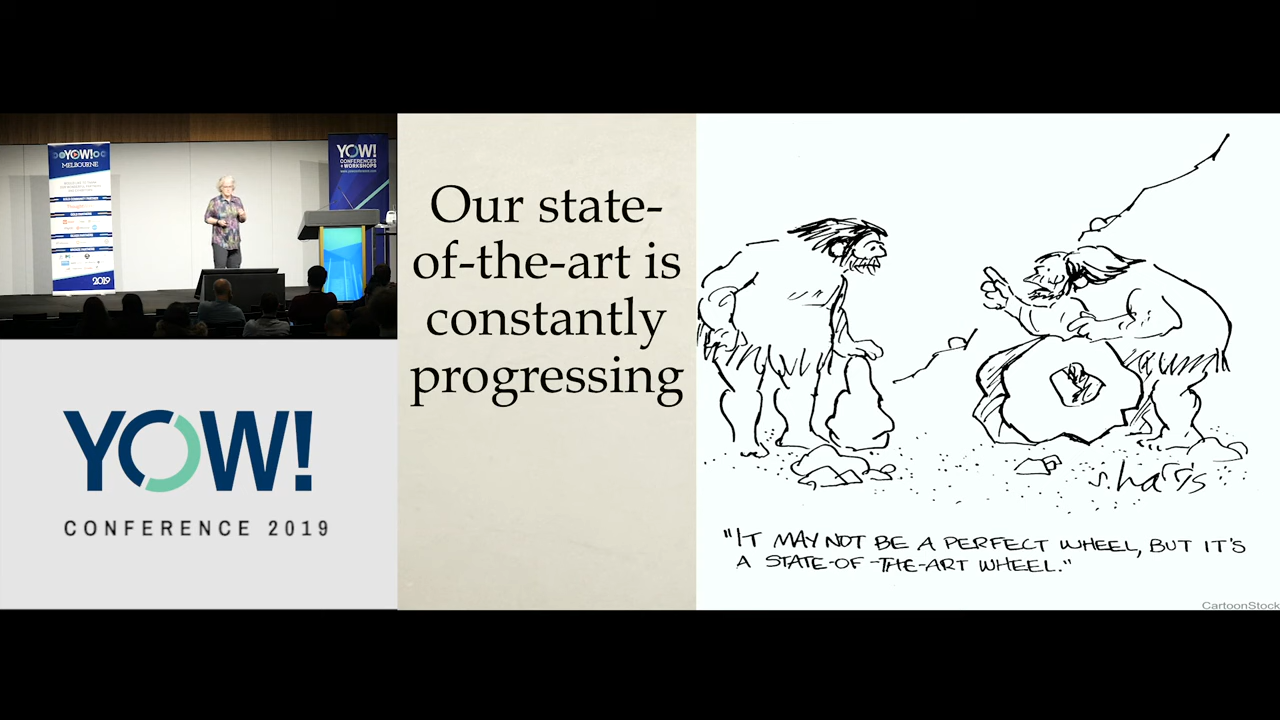 YOW!
MELBOURNE
2019
YOW!
CONFERENCES
+ WORKSHOPS
YOW!
CONFERENCE 2019
Our state-
of-the-art is
constantly
progressing
s. harris
"IT MAY NOT BE A PERFECT WHEEL, BUT IT'S
A STATE-OF-THE-ART WHEEL."
CartoonStock